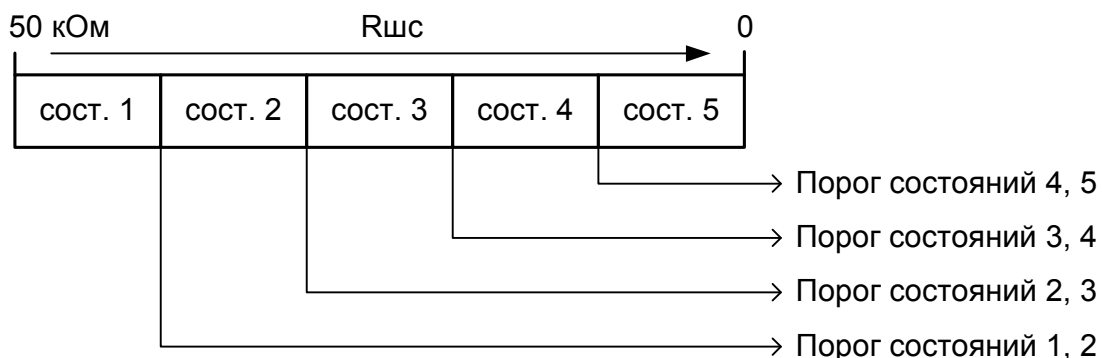 50 кОм Rшс 0
сост. 1 сост. 2 сост. 3 сост. 4 сост. 5
Порог состояний 4, 5
Порог состояний 3, 4
Порог состояний 2, 3
Порог состояний 1, 2